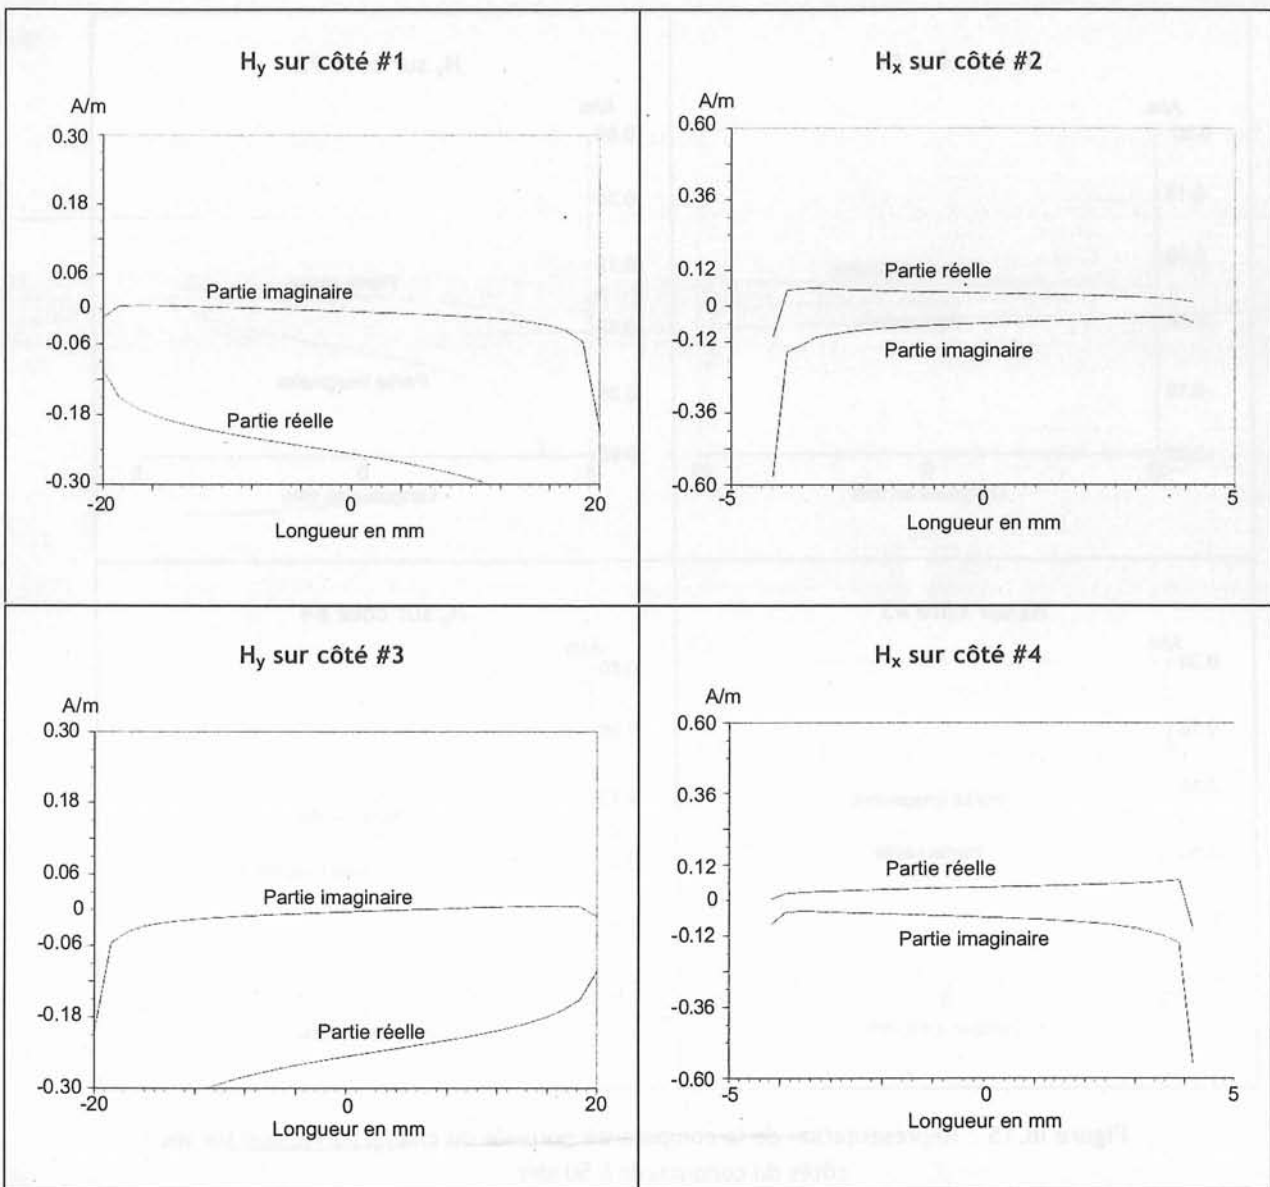 H_y sur côté #1
A/m
0.30
0.18
0.06
0
-0.06
-0.18
-0.30
Partie imaginaire
Partie réelle
-20 0 20
Longueur en mm
H_x sur côté #2
A/m
0.60
0.36
0.12
0
-0.12
-0.36
-0.60
Partie réelle
Partie imaginaire
-5 0 5
Longueur en mm
H_y sur côté #3
A/m
0.30
0.18
0.06
0
-0.06
-0.18
-0.30
Partie imaginaire
Partie réelle
-20 0 20
Longueur en mm
H_x sur côté #4
A/m
0.60
0.36
0.12
0
-0.12
-0.36
-0.60
Partie réelle
Partie imaginaire
-5 0 5
Longueur en mm